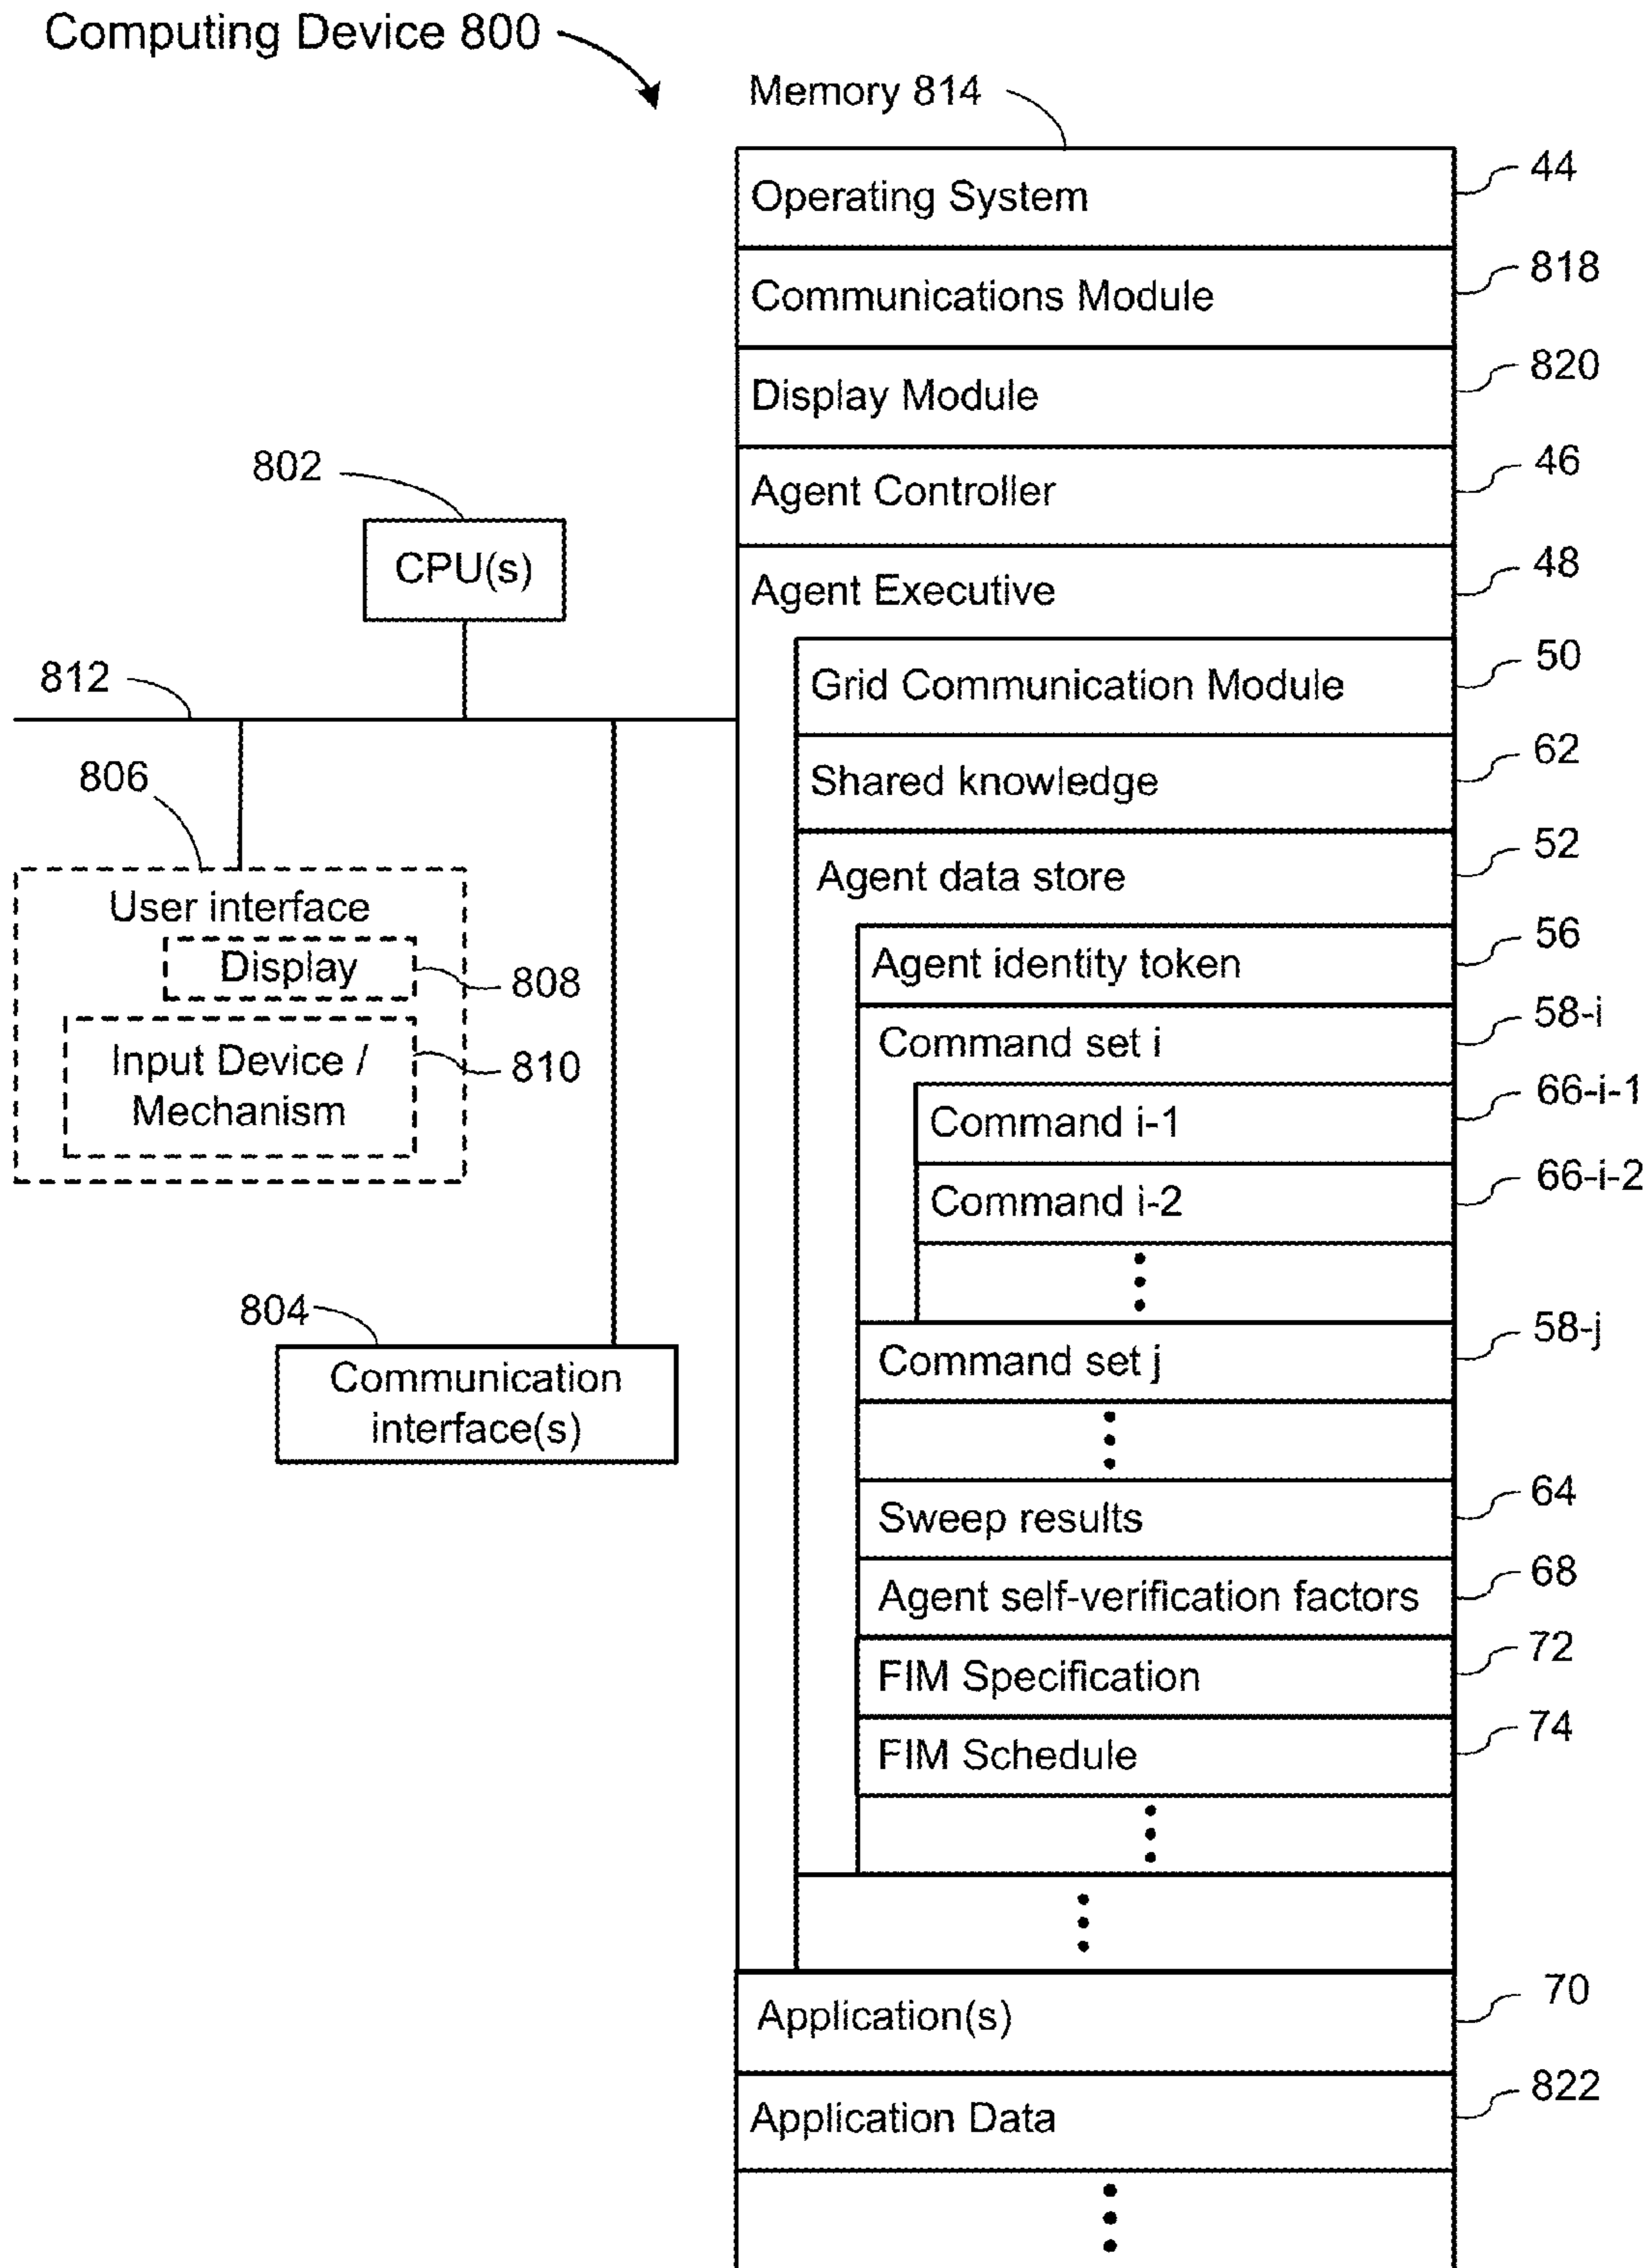 Computing Device 800
Memory 814
Operating System
44
Communications Module
818
Display Module
820
Agent Controller
46
Agent Executive
48
Grid Communication Module
50
Shared knowledge
62
Agent data store
52
Agent identity token
56
Command set i
58-i
Command i-1
66-i-1
Command i-2
66-i-2
Command set j
58-j
Sweep results
64
Agent self-verification factors
68
FIM Specification
72
FIM Schedule
74
Application(s)
70
Application Data
822
802
CPU(s)
812
806
User interface
Display
808
Input Device /
Mechanism
810
804
Communication
interface(s)